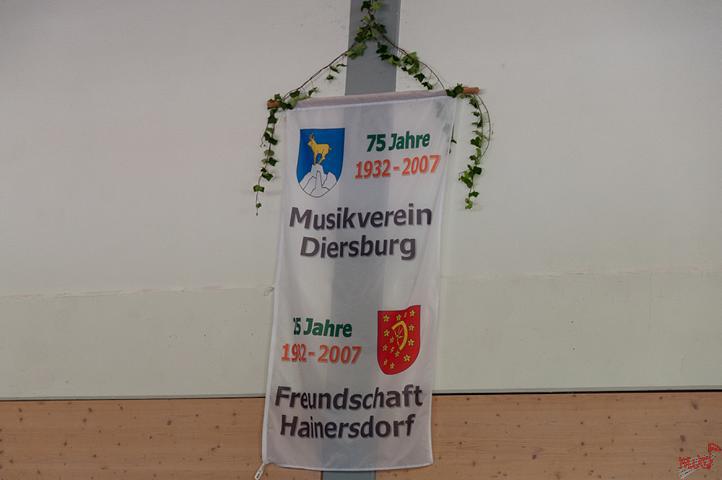 75 Jahre
1932-2007
Musikverein
Diersburg
Jahre
2007
Freundschaft
Hainersdorf